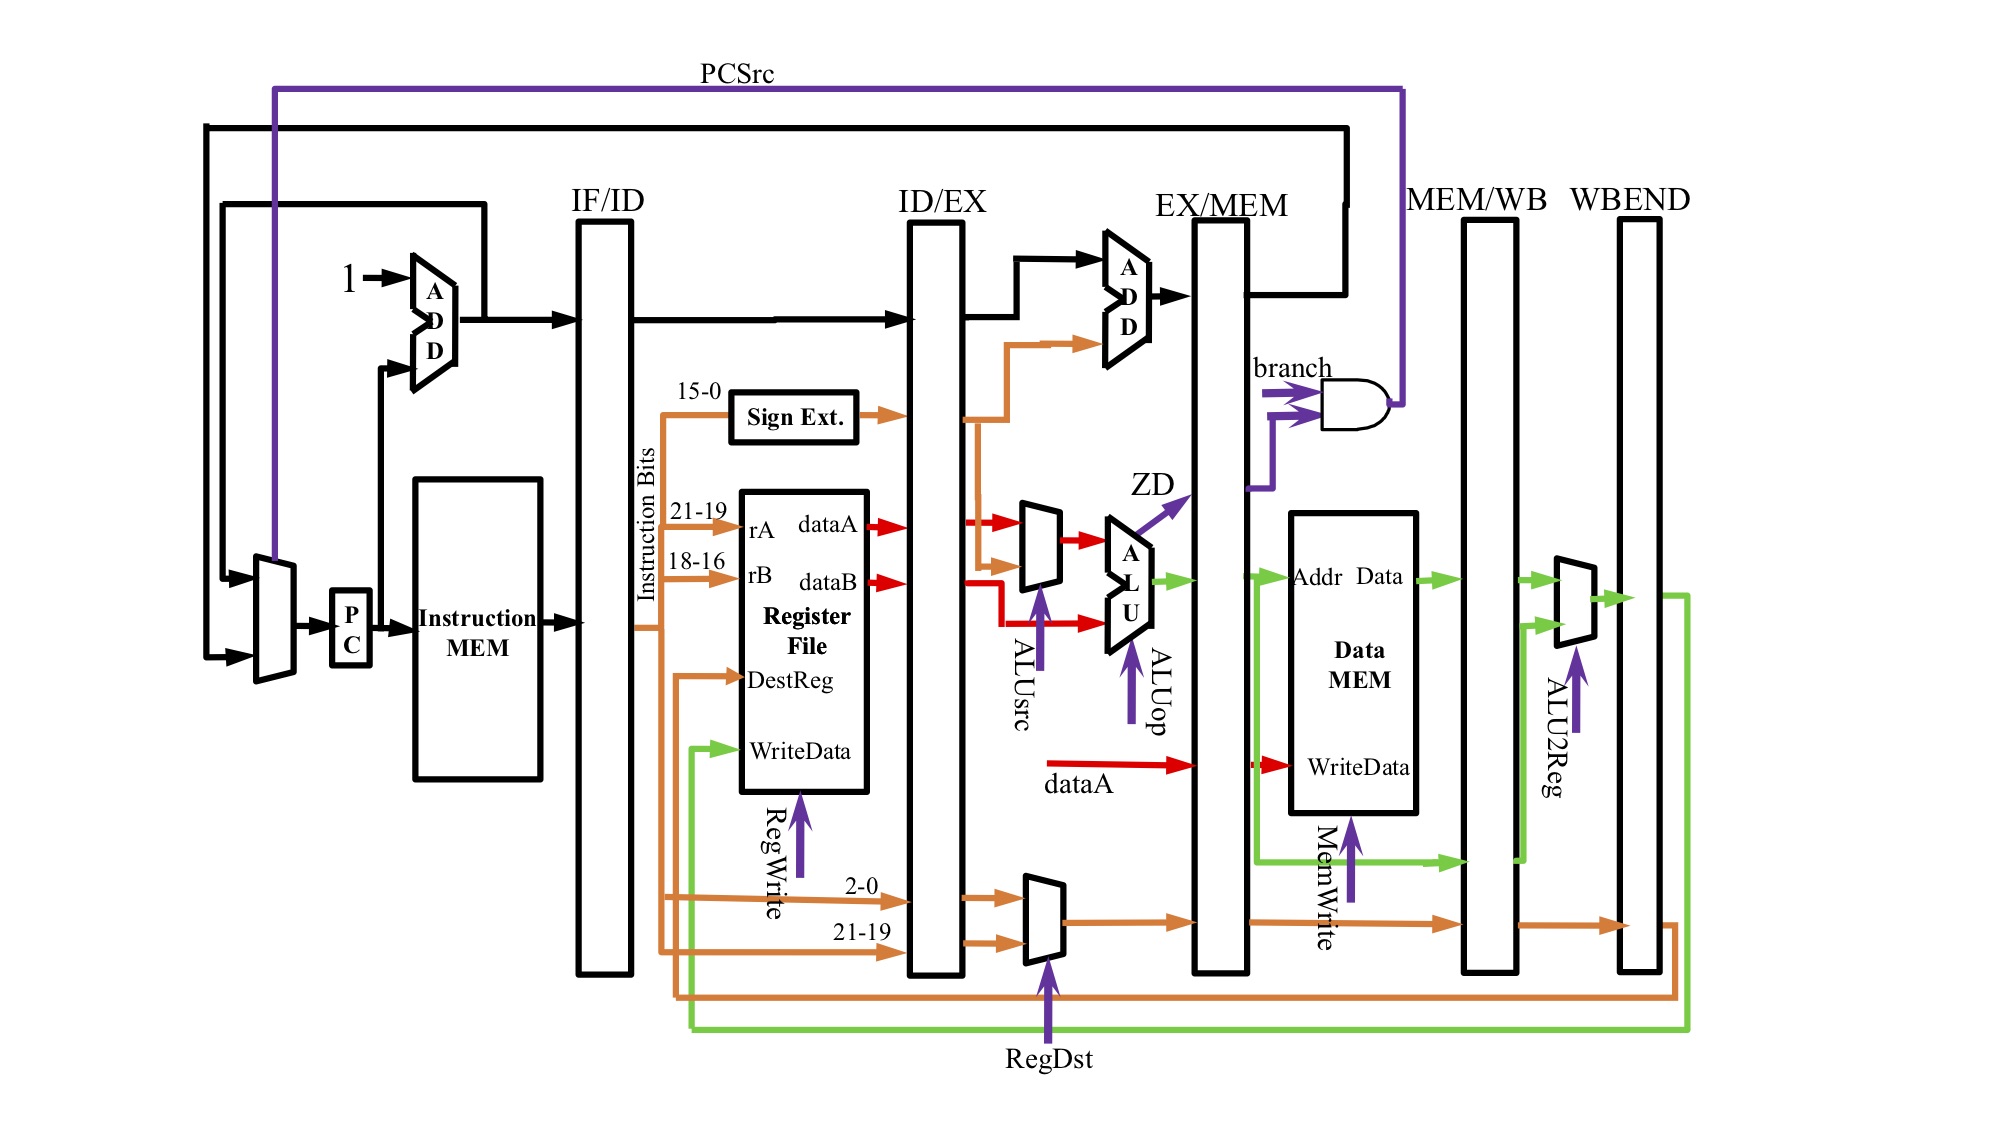 PCSrc
IF/ID
ID/EX
EX/MEM
MEM/WB
WBEND
1
A
D
D
A
D
D
branch
15-0
Sign Ext.
Instruction Bits
21-19
18-16
rA
rB
dataA
dataB
Register
File
DestReg
WriteData
ZD
A
L
U
Addr
Data
Data
MEM
WriteData
P
C
Instruction
MEM
ALUsrc
ALUop
ALU2Reg
dataA
RegWrite
MemWrite
2-0
21-19
RegDst